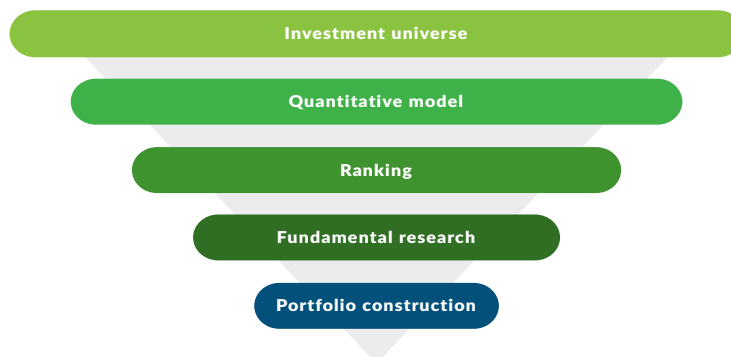 Investment universe
Quantitative model
Ranking
Fundamental research
Portfolio construction